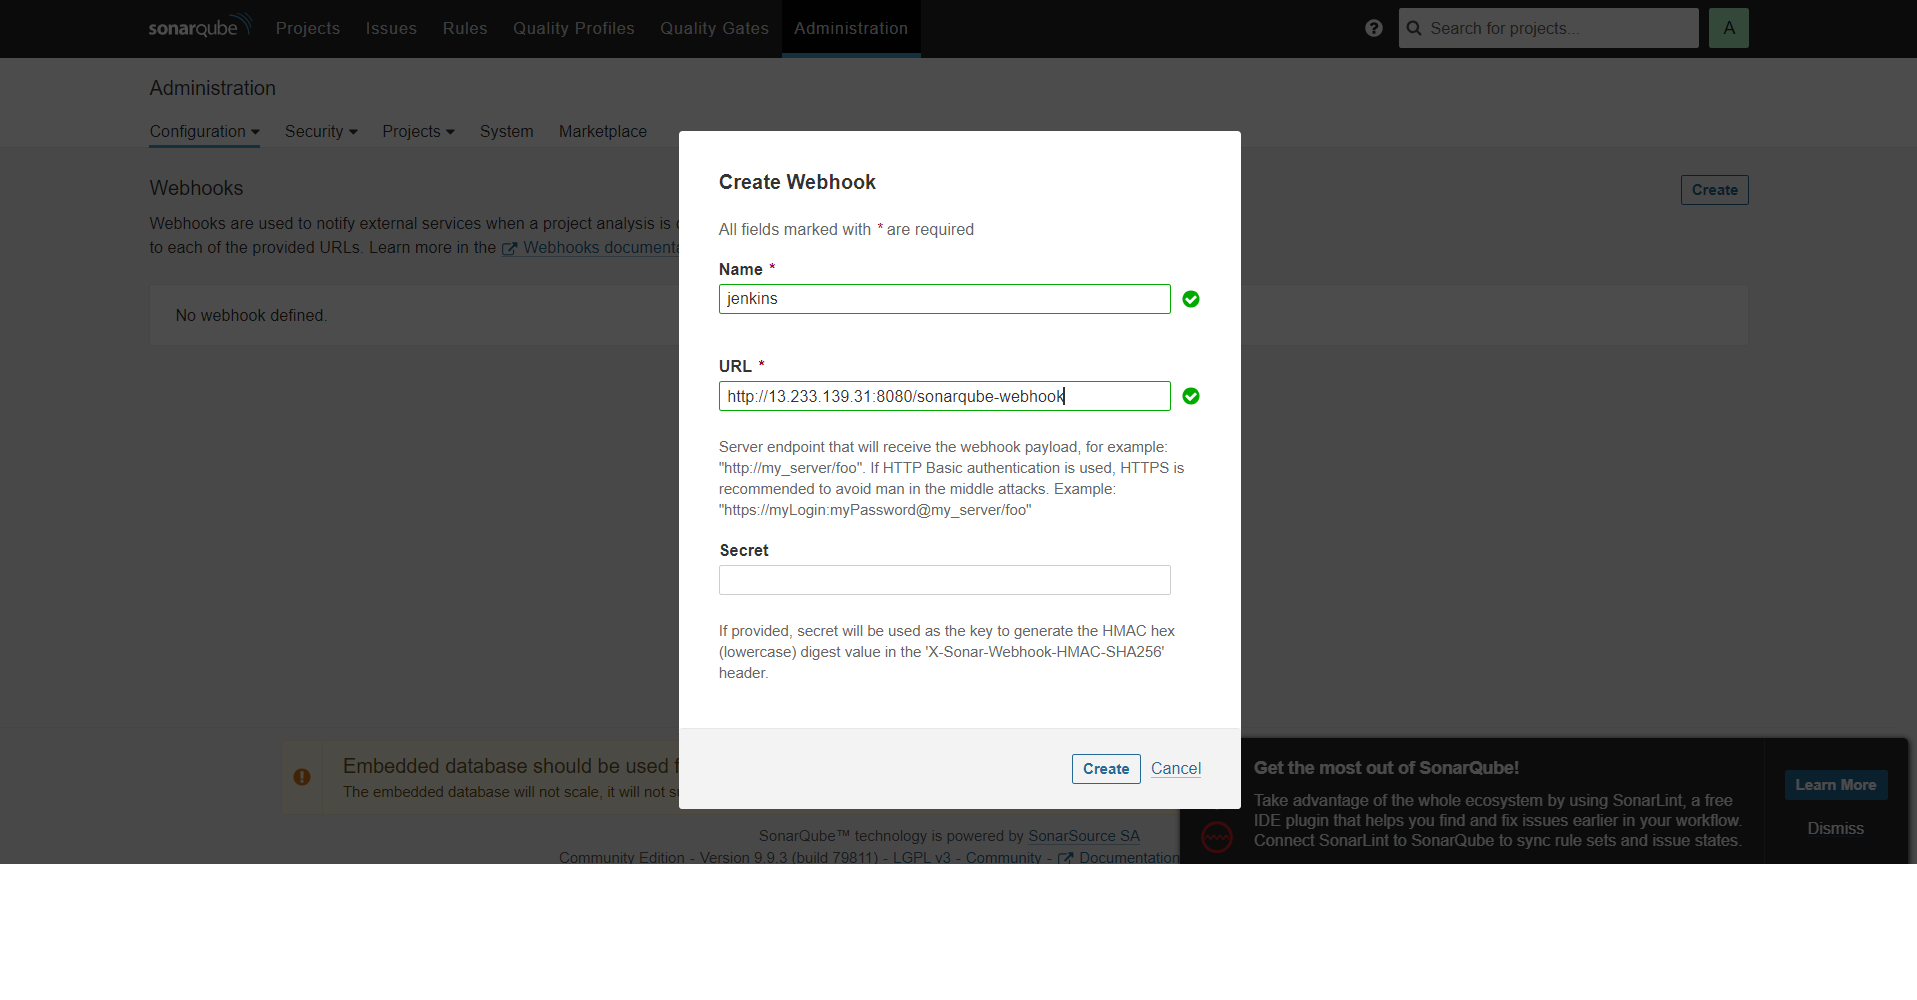 sonarqube Projects Issues Rules Quality Profiles Quality Gates Administration ? Search for projects... A
Administration
Configuration Security Projects System Marketplace
Webhooks
Create
Webhooks are used to notify external services when a project analysis is
to each of the provided URLs. Learn more in the Webhooks documenta
No webhook defined.
Create Webhook
All fields marked with * are required
Name *
jenkins
URL *
http://13.233.139.31:8080/sonarqube-webhook
Server endpoint that will receive the webhook payload, for example:
"http://my_server/foo". If HTTP Basic authentication is used, HTTPS is
recommended to avoid man in the middle attacks. Example:
"https://myLogin:myPassword@my_server/foo"
Secret
If provided, secret will be used as the key to generate the HMAC hex
(lowercase) digest value in the 'X-Sonar-Webhook-HMAC-SHA256'
header.
Create Cancel
Embedded database should be used
The embedded database will not scale, it will not
Get the most out of SonarQube!
Take advantage of the whole ecosystem by using SonarLint, a free
IDE plugin that helps you find and fix issues earlier in your workflow.
Connect SonarLint to SonarQube to sync rule sets and issue states.
Learn More
Dismiss
SonarQube™ technology is powered by SonarSource SA
Community Edition - Version 9.9.3 (build 79811) - LGPL v3 - Community - Documentation